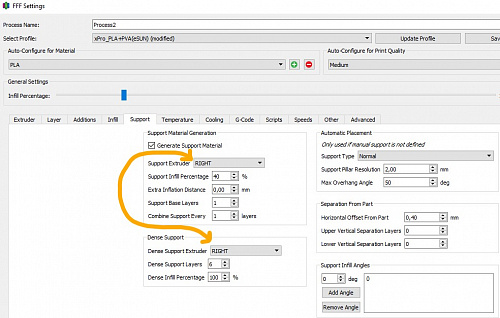 FFF Settings
Process Name: Process2
Select Profile: xPro_PLA+PVA(eSUN) (modified) Update Profile Sav
Auto-Configure for Material Auto-Configure for Print Quality
PLA Medium
General Settings
Infill Percentage:
Extruder Layer Additions Infill Support Temperature Cooling G-Code Scripts Speeds Other Advanced
Support Material Generation
Generate Support Material
Support Extruder RIGHT
Support Infill Percentage 40 %
Extra Inflation Distance 0,00 mm
Support Base Layers 1
Combine Support Every 1 layers
Dense Support
Dense Support Extruder RIGHT
Dense Support Layers 6
Dense Infill Percentage 100 %
Automatic Placement
Only used if manual support is not defined
Support Type Normal
Support Pillar Resolution 2,00 mm
Max Overhang Angle 50 deg
Separation From Part
Horizontal Offset From Part 0,40 mm
Upper Vertical Separation Layers 0
Lower Vertical Separation Layers 0
Support Infill Angles
0 deg 0
Add Angle
Remove Angle